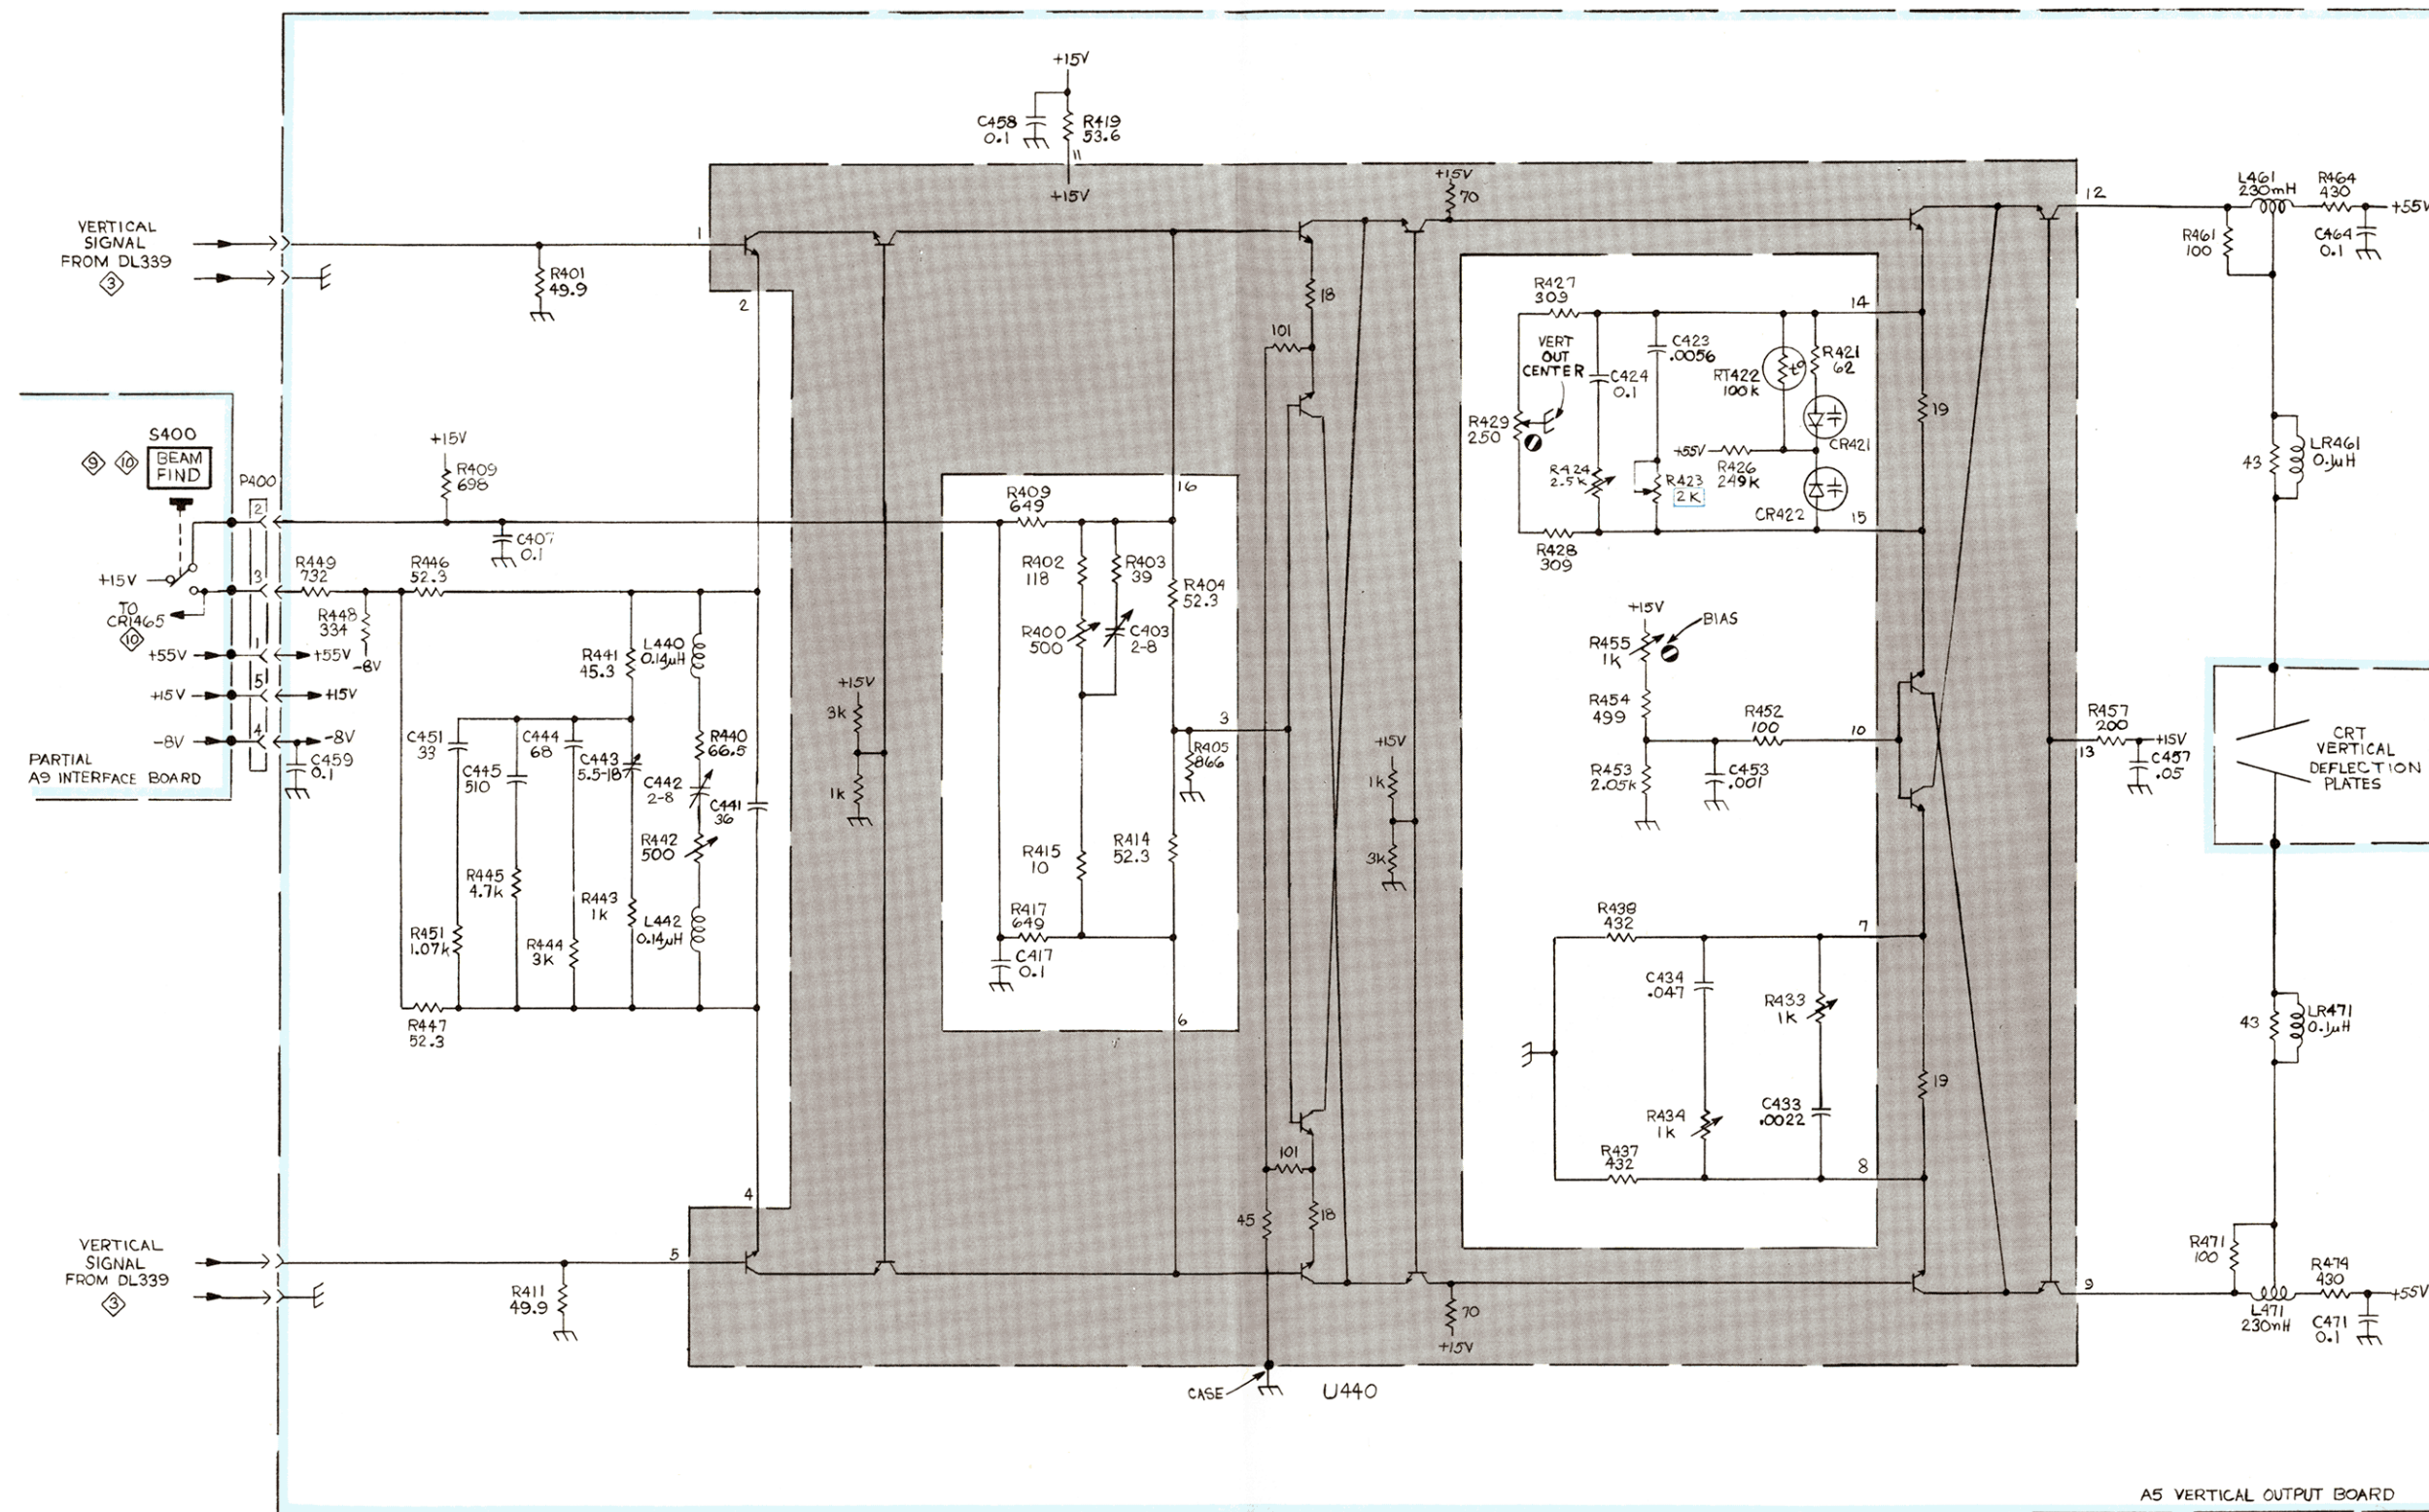 +15V
C458
0.1
R419
53.6
11
+15V
+15V
70
L461
230mH
R464
430
+55V
12
R461
100
C464
0.1
VERTICAL
SIGNAL
FROM DL339
3
1
R401
49.9
2
18
101
R427
309
14
VERT
OUT
CENTER
C423
.0056
C424
0.1
RT422
100k
t°
R421
62
R429
250
19
CR421
+55V
R426
249K
R424
2.5K
R423
2K
CR422
15
R428
309
LR461
0.1µH
43
S400
BEAM
FIND
9
10
P400
2
+15V
R409
698
C407
0.1
R409
649
16
R402
118
R403
39
R404
52.3
R400
500
C403
2-8
+15V
3
R449
732
R446
52.3
TO
CR1465
10
R448
334
-8V
+55V
1
+55V
+15V
5
+15V
-8V
4
-8V
C459
0.1
PARTIAL
A9 INTERFACE BOARD
R441
45.3
L440
0.14µH
C451
33
C444
68
C445
510
C443
5.5-18
R440
66.5
C442
2-8
C441
36
R442
500
R445
4.7k
R443
1k
L442
0.14µH
R451
1.07k
R444
3k
R447
52.3
+15V
3k
1k
3
R405
866
R415
10
R414
52.3
R417
649
C417
0.1
6
+15V
1k
3k
+15V
BIAS
R455
1k
R454
499
R452
100
10
R453
2.05k
C453
.001
R457
200
13
+15V
C457
.05
CRT
VERTICAL
DEFLECTION
PLATES
R438
432
7
C434
.047
R433
1k
R434
1k
C433
.0022
19
R437
432
8
43
LR471
0.1µH
4
101
45
18
VERTICAL
SIGNAL
FROM DL339
3
5
R411
49.9
70
+15V
9
R471
100
L471
230nH
R474
430
+55V
C471
0.1
CASE
U440
A5 VERTICAL OUTPUT BOARD